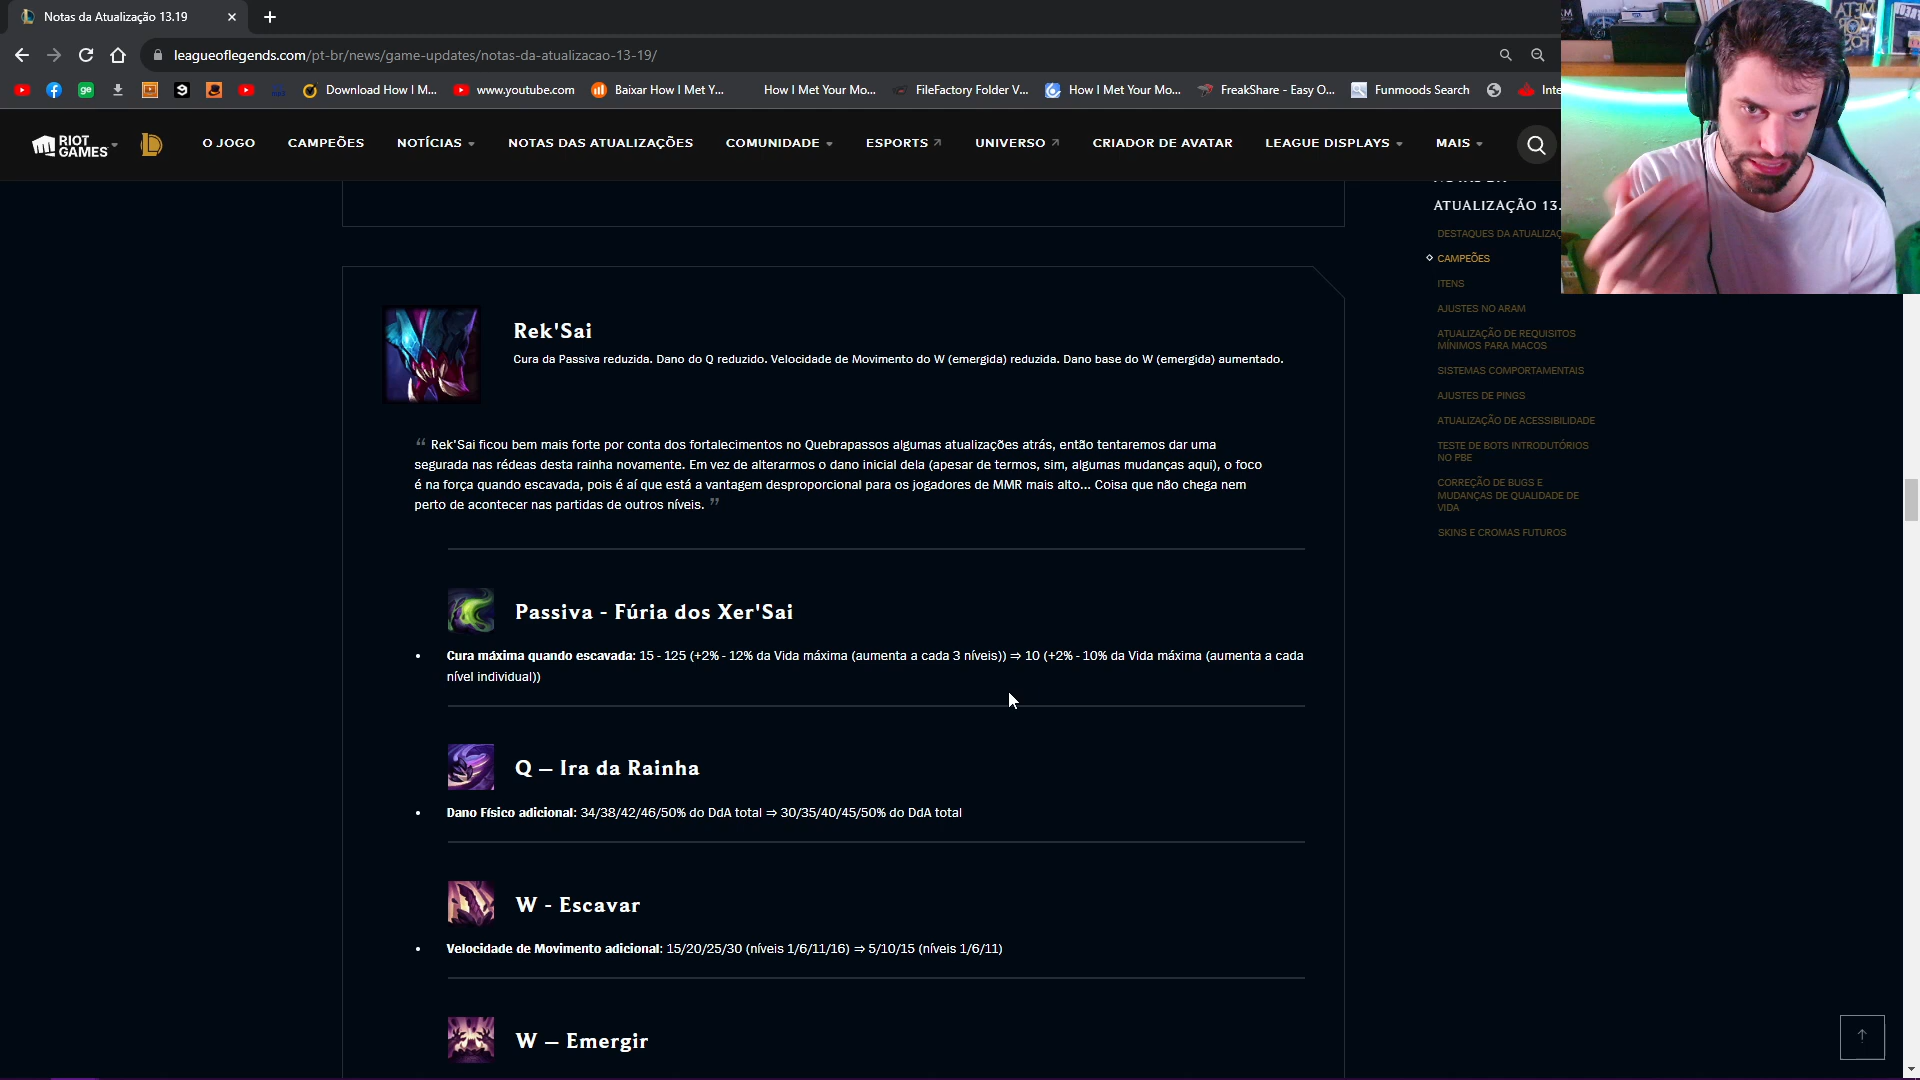 Notas da Atualização 13.19
leagueoflegends.com/pt-br/news/game-updates/notas-da-atualizacao-13-19/
Download How I M... www.youtube.com Baixar How I Met Y... How I Met Your Mo... FileFactory Folder V... How I Met Your Mo... FreakShare - Easy O... Funmoods Search Inte
RIOT GAMES O JOGO CAMPEÕES NOTÍCIAS NOTAS DAS ATUALIZAÇÕES COMUNIDADE ESPORTS UNIVERSO CRIADOR DE AVATAR LEAGUE DISPLAYS MAIS
Rek'Sai
Cura da Passiva reduzida. Dano do Q reduzido. Velocidade de Movimento do W (emergida) reduzida. Dano base do W (emergida) aumentado.
“ Rek'Sai ficou bem mais forte por conta dos fortalecimentos no Quebrapassos algumas atualizações atrás, então tentaremos dar uma
segurada nas rédeas desta rainha novamente. Em vez de alterarmos o dano inicial dela (apesar de termos, sim, algumas mudanças aqui), o foco
é na força quando escavada, pois é aí que está a vantagem desproporcional para os jogadores de MMR mais alto... Coisa que não chega nem
perto de acontecer nas partidas de outros níveis. ”
Passiva - Fúria dos Xer'Sai
• Cura máxima quando escavada: 15 - 125 (+2% - 12% da Vida máxima (aumenta a cada 3 níveis)) ⇒ 10 (+2% - 10% da Vida máxima (aumenta a cada
nível individual))
Q – Ira da Rainha
• Dano Físico adicional: 34/38/42/46/50% do DdA total ⇒ 30/35/40/45/50% do DdA total
W - Escavar
• Velocidade de Movimento adicional: 15/20/25/30 (níveis 1/6/11/16) ⇒ 5/10/15 (níveis 1/6/11)
W – Emergir
ATUALIZAÇÃO 13.
DESTAQUES DA ATUALIZAÇ
CAMPEÕES
ITENS
AJUSTES NO ARAM
ATUALIZAÇÃO DE REQUISITOS
MÍNIMOS PARA MACOS
SISTEMAS COMPORTAMENTAIS
AJUSTES DE PINGS
ATUALIZAÇÃO DE ACESSIBILIDADE
TESTE DE BOTS INTRODUTÓRIOS
NO PBE
CORREÇÃO DE BUGS E
MUDANÇAS DE QUALIDADE DE
VIDA
SKINS E CROMAS FUTUROS